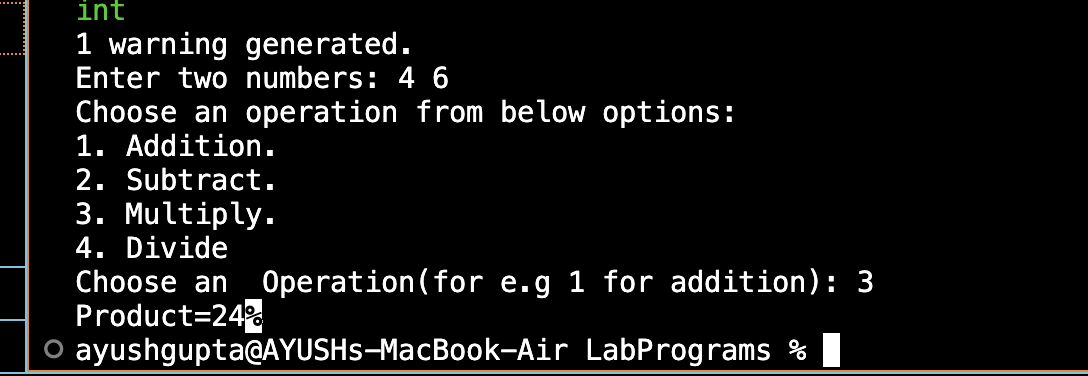 int
1 warning generated.
Enter two numbers: 4 6
Choose an operation from below options:
1. Addition.
2. Subtract.
3. Multiply.
4. Divide
Choose an  Operation(for e.g 1 for addition): 3
Product=24%
ayushgupta@AYUSHs-MacBook-Air LabPrograms %